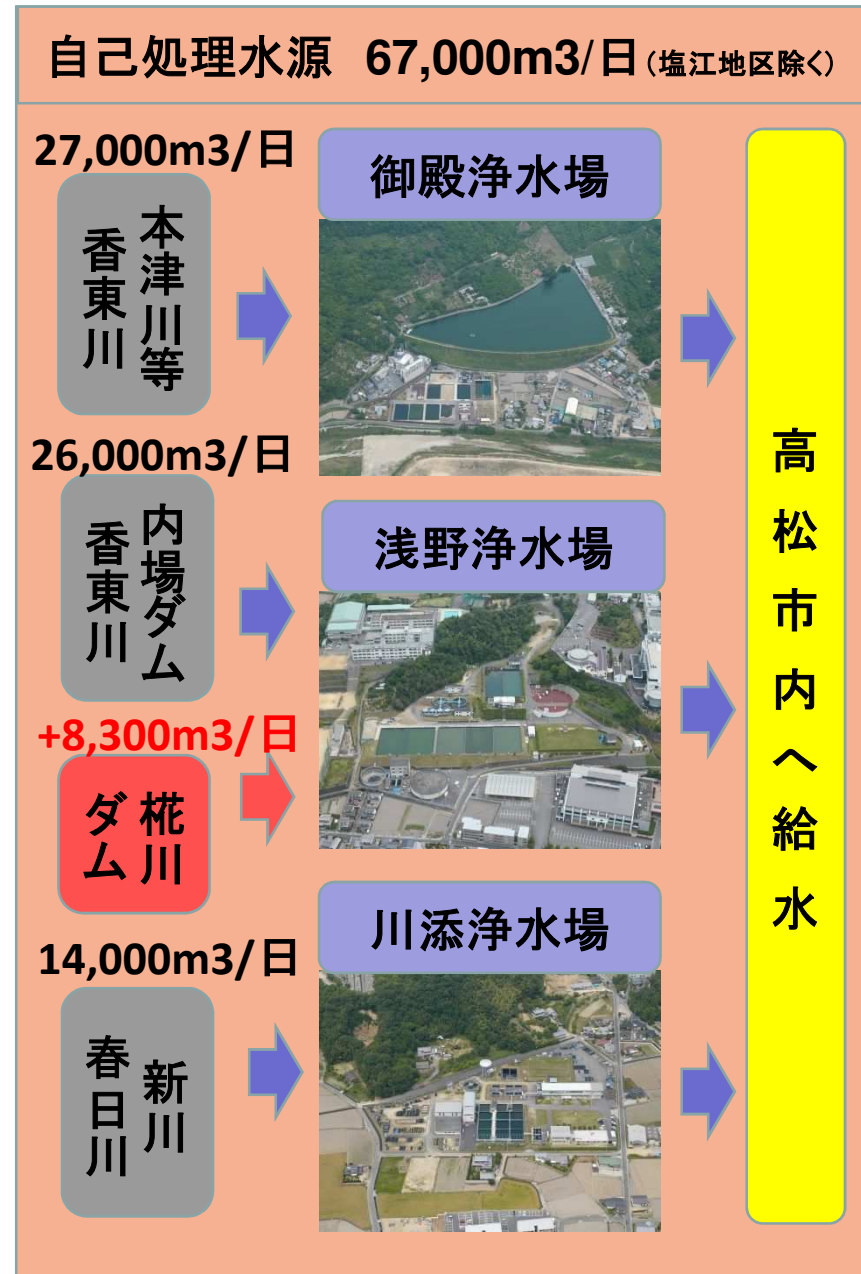 自己処理水源 67,000m3/日(塩江地区除く)
27,000m3/日
本津川等
香東川
御殿浄水場
26,000m3/日
内場ダム
香東川
浅野浄水場
+8,300m3/日
椛川
ダム
14,000m3/日
新川
春日川
川添浄水場
高松市内へ給水